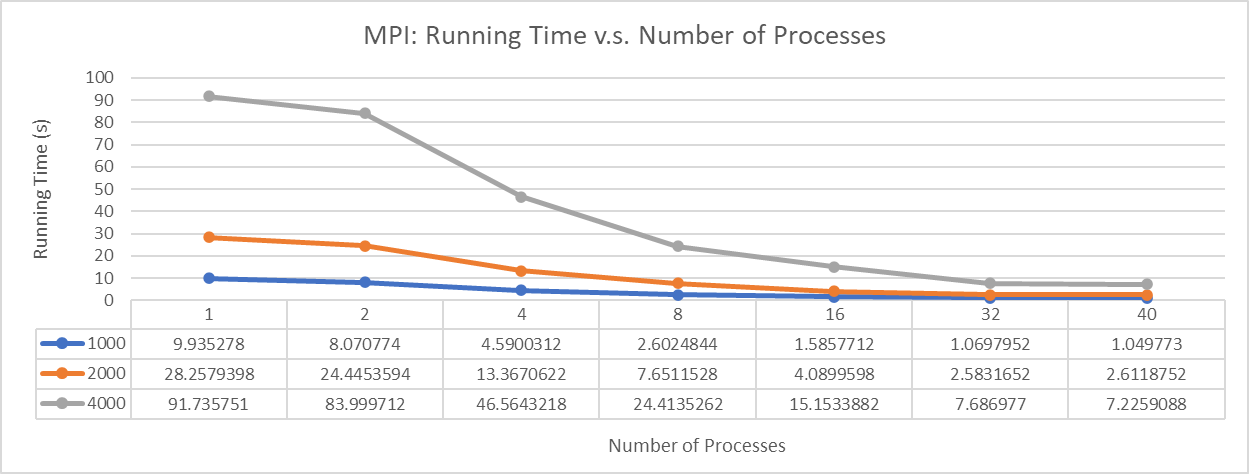 MPI: Running Time v.s. Number of Processes
100
90
80
70
60
50
40
30
20
10
0
Running Time (s)
1 2 4 8 16 32 40
1000 9.935278 8.070774 4.5900312 2.6024844 1.5857712 1.0697952 1.049773
2000 28.2579398 24.4453594 13.3670622 7.6511528 4.0899598 2.5831652 2.6118752
4000 91.735751 83.999712 46.5643218 24.4135262 15.1533882 7.686977 7.2259088
Number of Processes